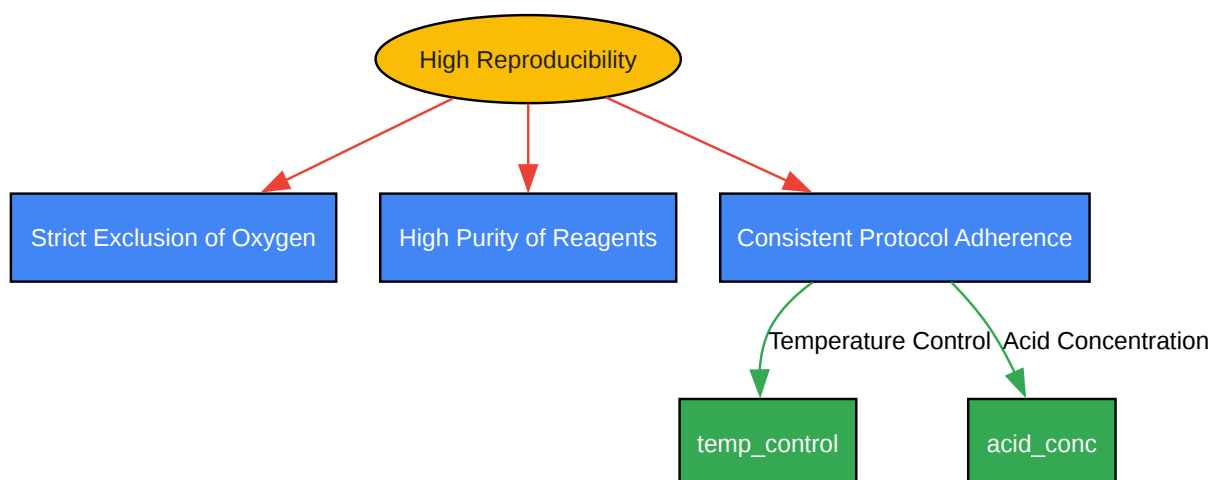 High Reproducibility
Strict Exclusion of Oxygen
High Purity of Reagents
Consistent Protocol Adherence
Temperature Control
Acid Concentration
temp_control
acid_conc